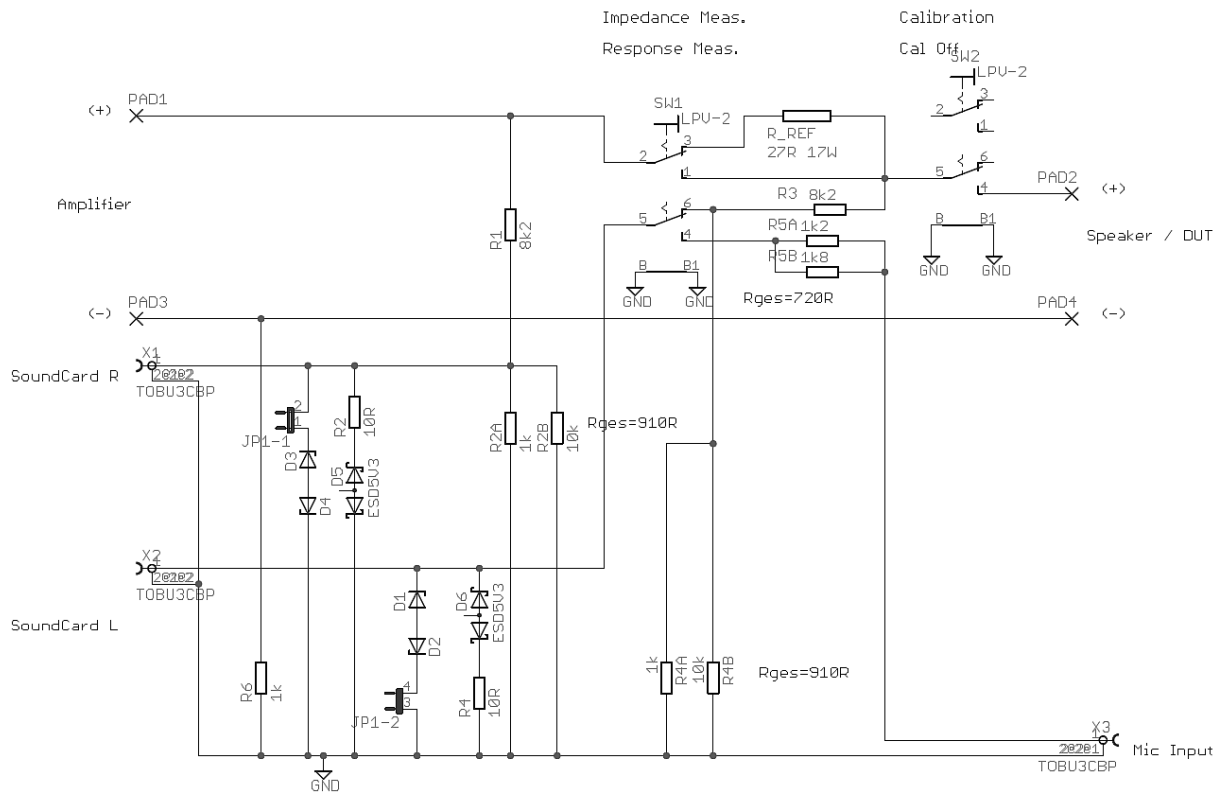 Impedance Meas.
Response Meas.
Calibration
Cal Off
SW2
LPV-2
3
2
1
6
5
4
(+)
PAD1
SW1
LPV-2
3
2
1
R_REF
27R 17W
PAD2
(+)
Amplifier
R1
8k2
6
5
4
R3 8k2
R5A 1k2
R5B 1k8
B
B1
GND
GND
B
B1
GND
GND
Speaker / DUT
Rges=720R
(-)
PAD3
PAD4
(-)
X1
1
SoundCard R
TOBU3CBP
2
1
JP1-1
R2
10R
R2A
1k
R2B
10k
Rges=910R
D3
D4
D5
ESD5V3
X2
1
TOBU3CBP
SoundCard L
D1
D2
D6
ESD5V3
R6
1k
4
3
JP1-2
R4
10R
1k
R4A
10k
R4B
Rges=910R
X3
1
Mic Input
TOBU3CBP
GND